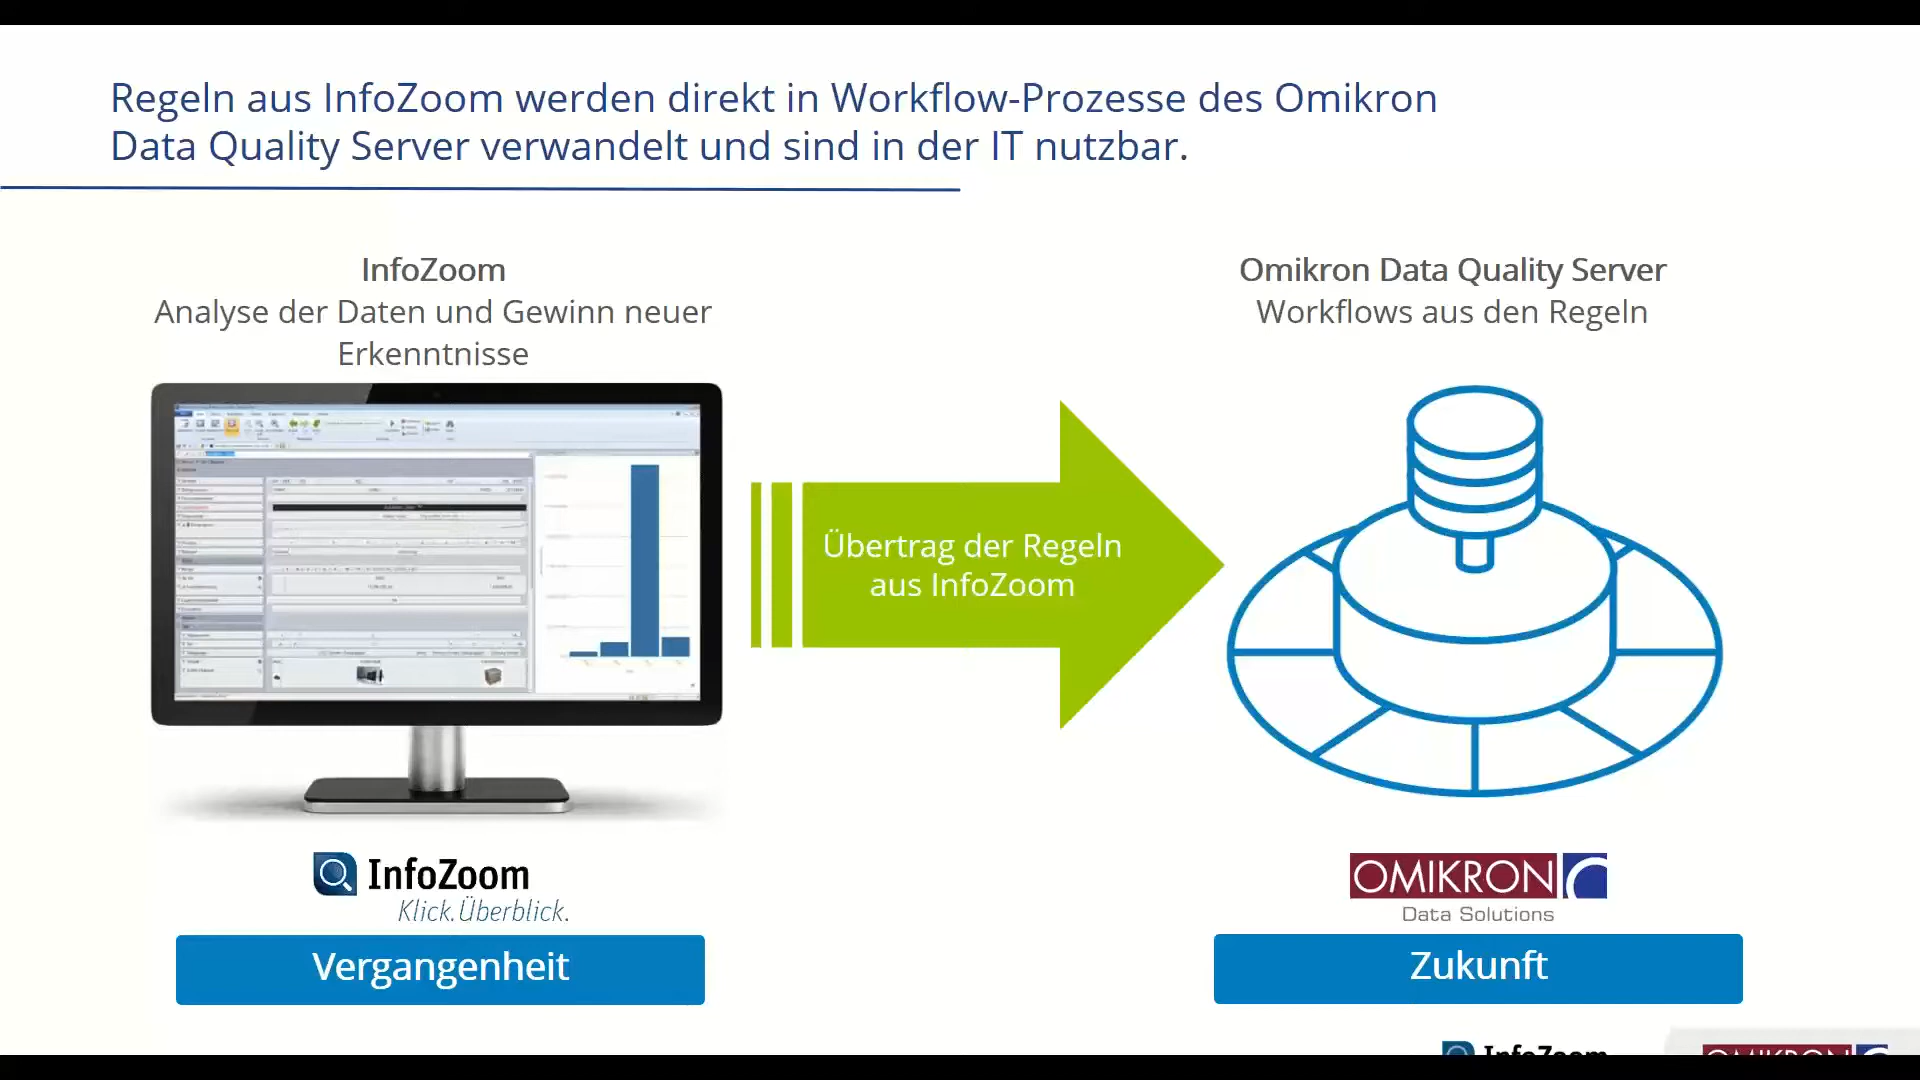 Regeln aus InfoZoom werden direkt in Workflow-Prozesse des Omikron
Data Quality Server verwandelt und sind in der IT nutzbar.
InfoZoom
Analyse der Daten und Gewinn neuer
Erkenntnisse
Omikron Data Quality Server
Workflows aus den Regeln
Übertrag der Regeln
aus InfoZoom
InfoZoom
Klick.Überblick.
OMIKRON
Data Solutions
Vergangenheit
Zukunft
InfoZoom
OMIKRON